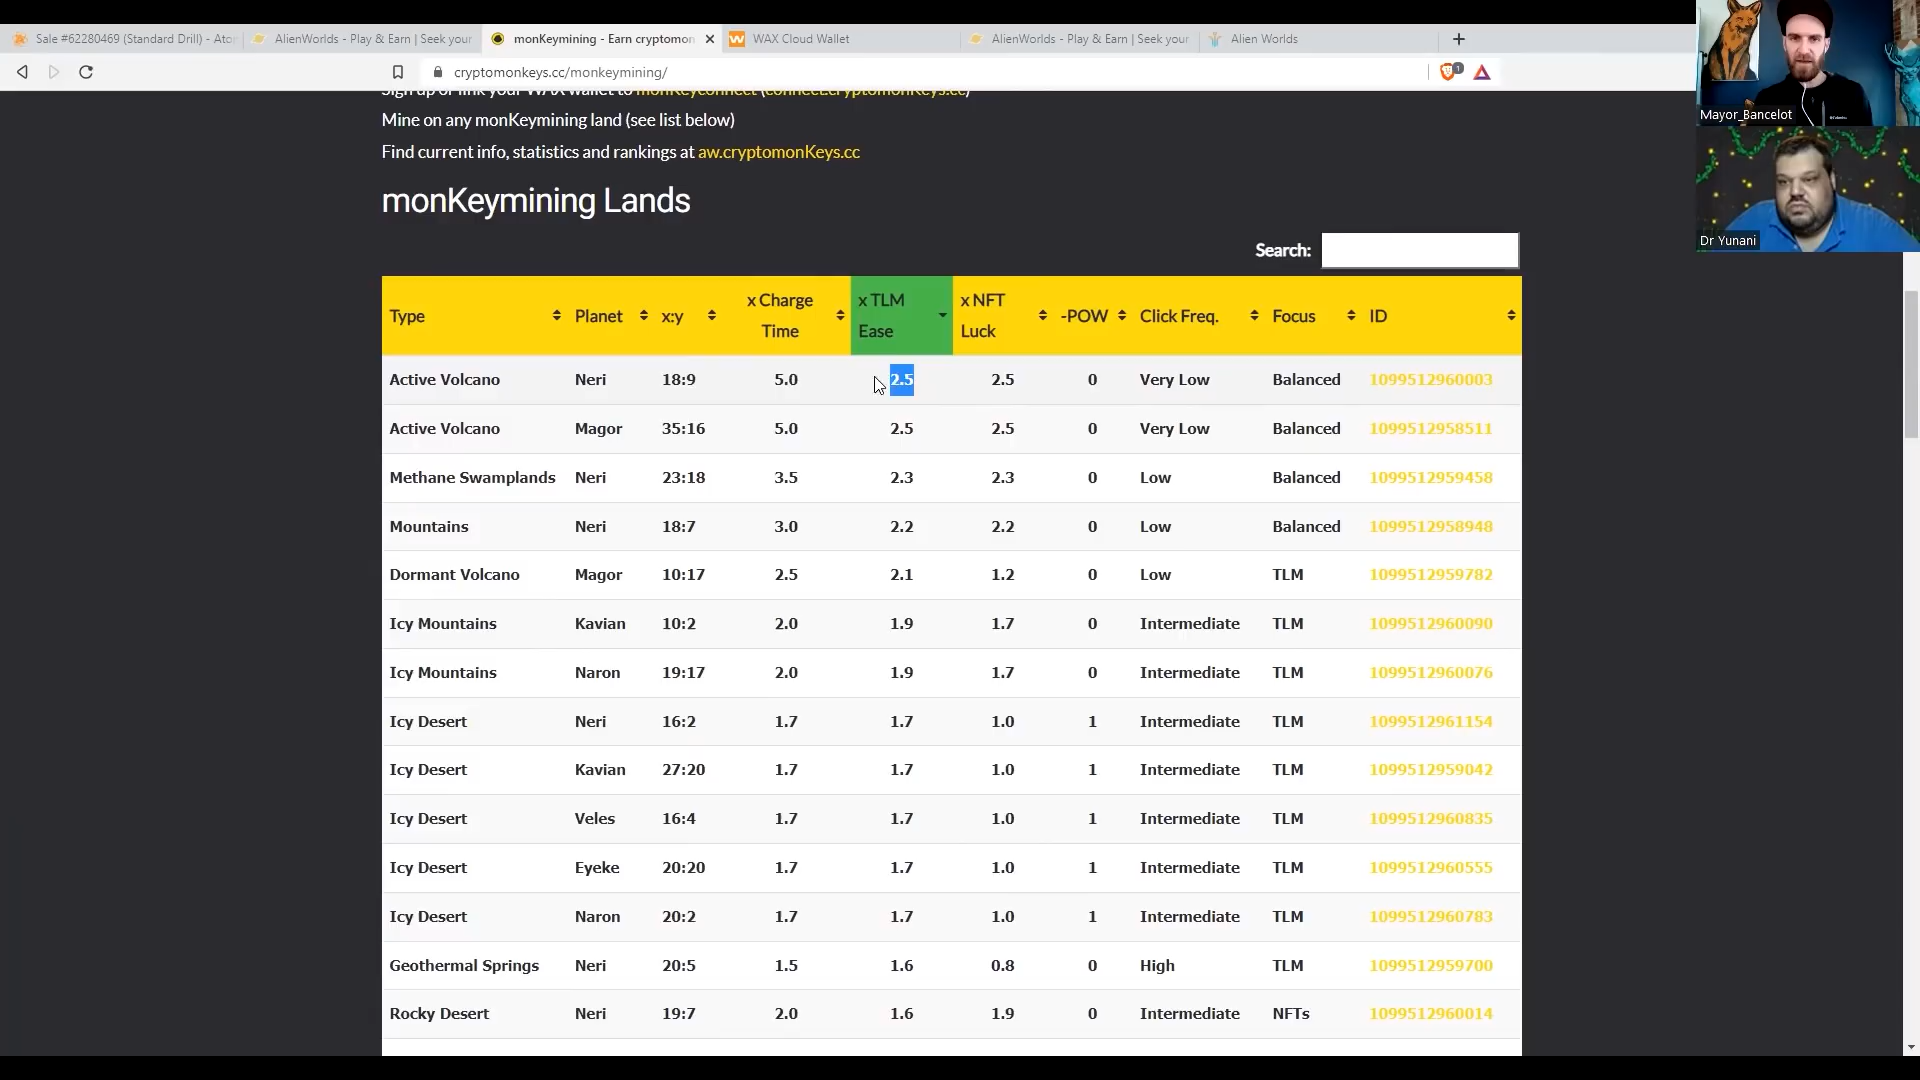 Sale #62280469 (Standard Drill) - Ato
AlienWorlds - Play & Earn | Seek your
monKeymining - Earn cryptomon
WAX Cloud Wallet
AlienWorlds - Play & Earn | Seek your
Alien Worlds
cryptomonkeys.cc/monkeymining/
1
Mayor_Bancelot
Dr Yunani
Sign up or link your WAX wallet to monKeyconnect (connect.cryptomonKeys.cc)
Mine on any monKeymining land (see list below)
Find current info, statistics and rankings at aw.cryptomonKeys.cc
monKeymining Lands
Search:
Type Planet x:y x Charge Time x TLM Ease x NFT Luck -POW Click Freq. Focus ID
Active Volcano Neri 18:9 5.0 2.5 2.5 0 Very Low Balanced 1099512960003
Active Volcano Magor 35:16 5.0 2.5 2.5 0 Very Low Balanced 1099512958511
Methane Swamplands Neri 23:18 3.5 2.3 2.3 0 Low Balanced 1099512959458
Mountains Neri 18:7 3.0 2.2 2.2 0 Low Balanced 1099512958948
Dormant Volcano Magor 10:17 2.5 2.1 1.2 0 Low TLM 1099512959782
Icy Mountains Kavian 10:2 2.0 1.9 1.7 0 Intermediate TLM 1099512960090
Icy Mountains Naron 19:17 2.0 1.9 1.7 0 Intermediate TLM 1099512960076
Icy Desert Neri 16:2 1.7 1.7 1.0 1 Intermediate TLM 1099512961154
Icy Desert Kavian 27:20 1.7 1.7 1.0 1 Intermediate TLM 1099512959042
Icy Desert Veles 16:4 1.7 1.7 1.0 1 Intermediate TLM 1099512960835
Icy Desert Eyeke 20:20 1.7 1.7 1.0 1 Intermediate TLM 1099512960555
Icy Desert Naron 20:2 1.7 1.7 1.0 1 Intermediate TLM 1099512960783
Geothermal Springs Neri 20:5 1.5 1.6 0.8 0 High TLM 1099512959700
Rocky Desert Neri 19:7 2.0 1.6 1.9 0 Intermediate NFTs 1099512960014